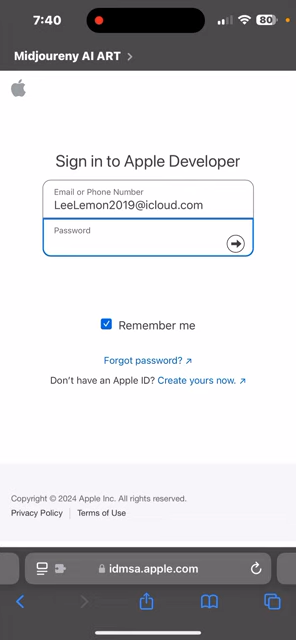 7:40
80
Midjoureny AI ART >
Sign in to Apple Developer
Email or Phone Number
LeeLemon2019@icloud.com
Password
Remember me
Forgot password? ↗
Don't have an Apple ID? Create yours now. ↗
Copyright © 2024 Apple Inc. All rights reserved.
Privacy Policy | Terms of Use
idmsa.apple.com